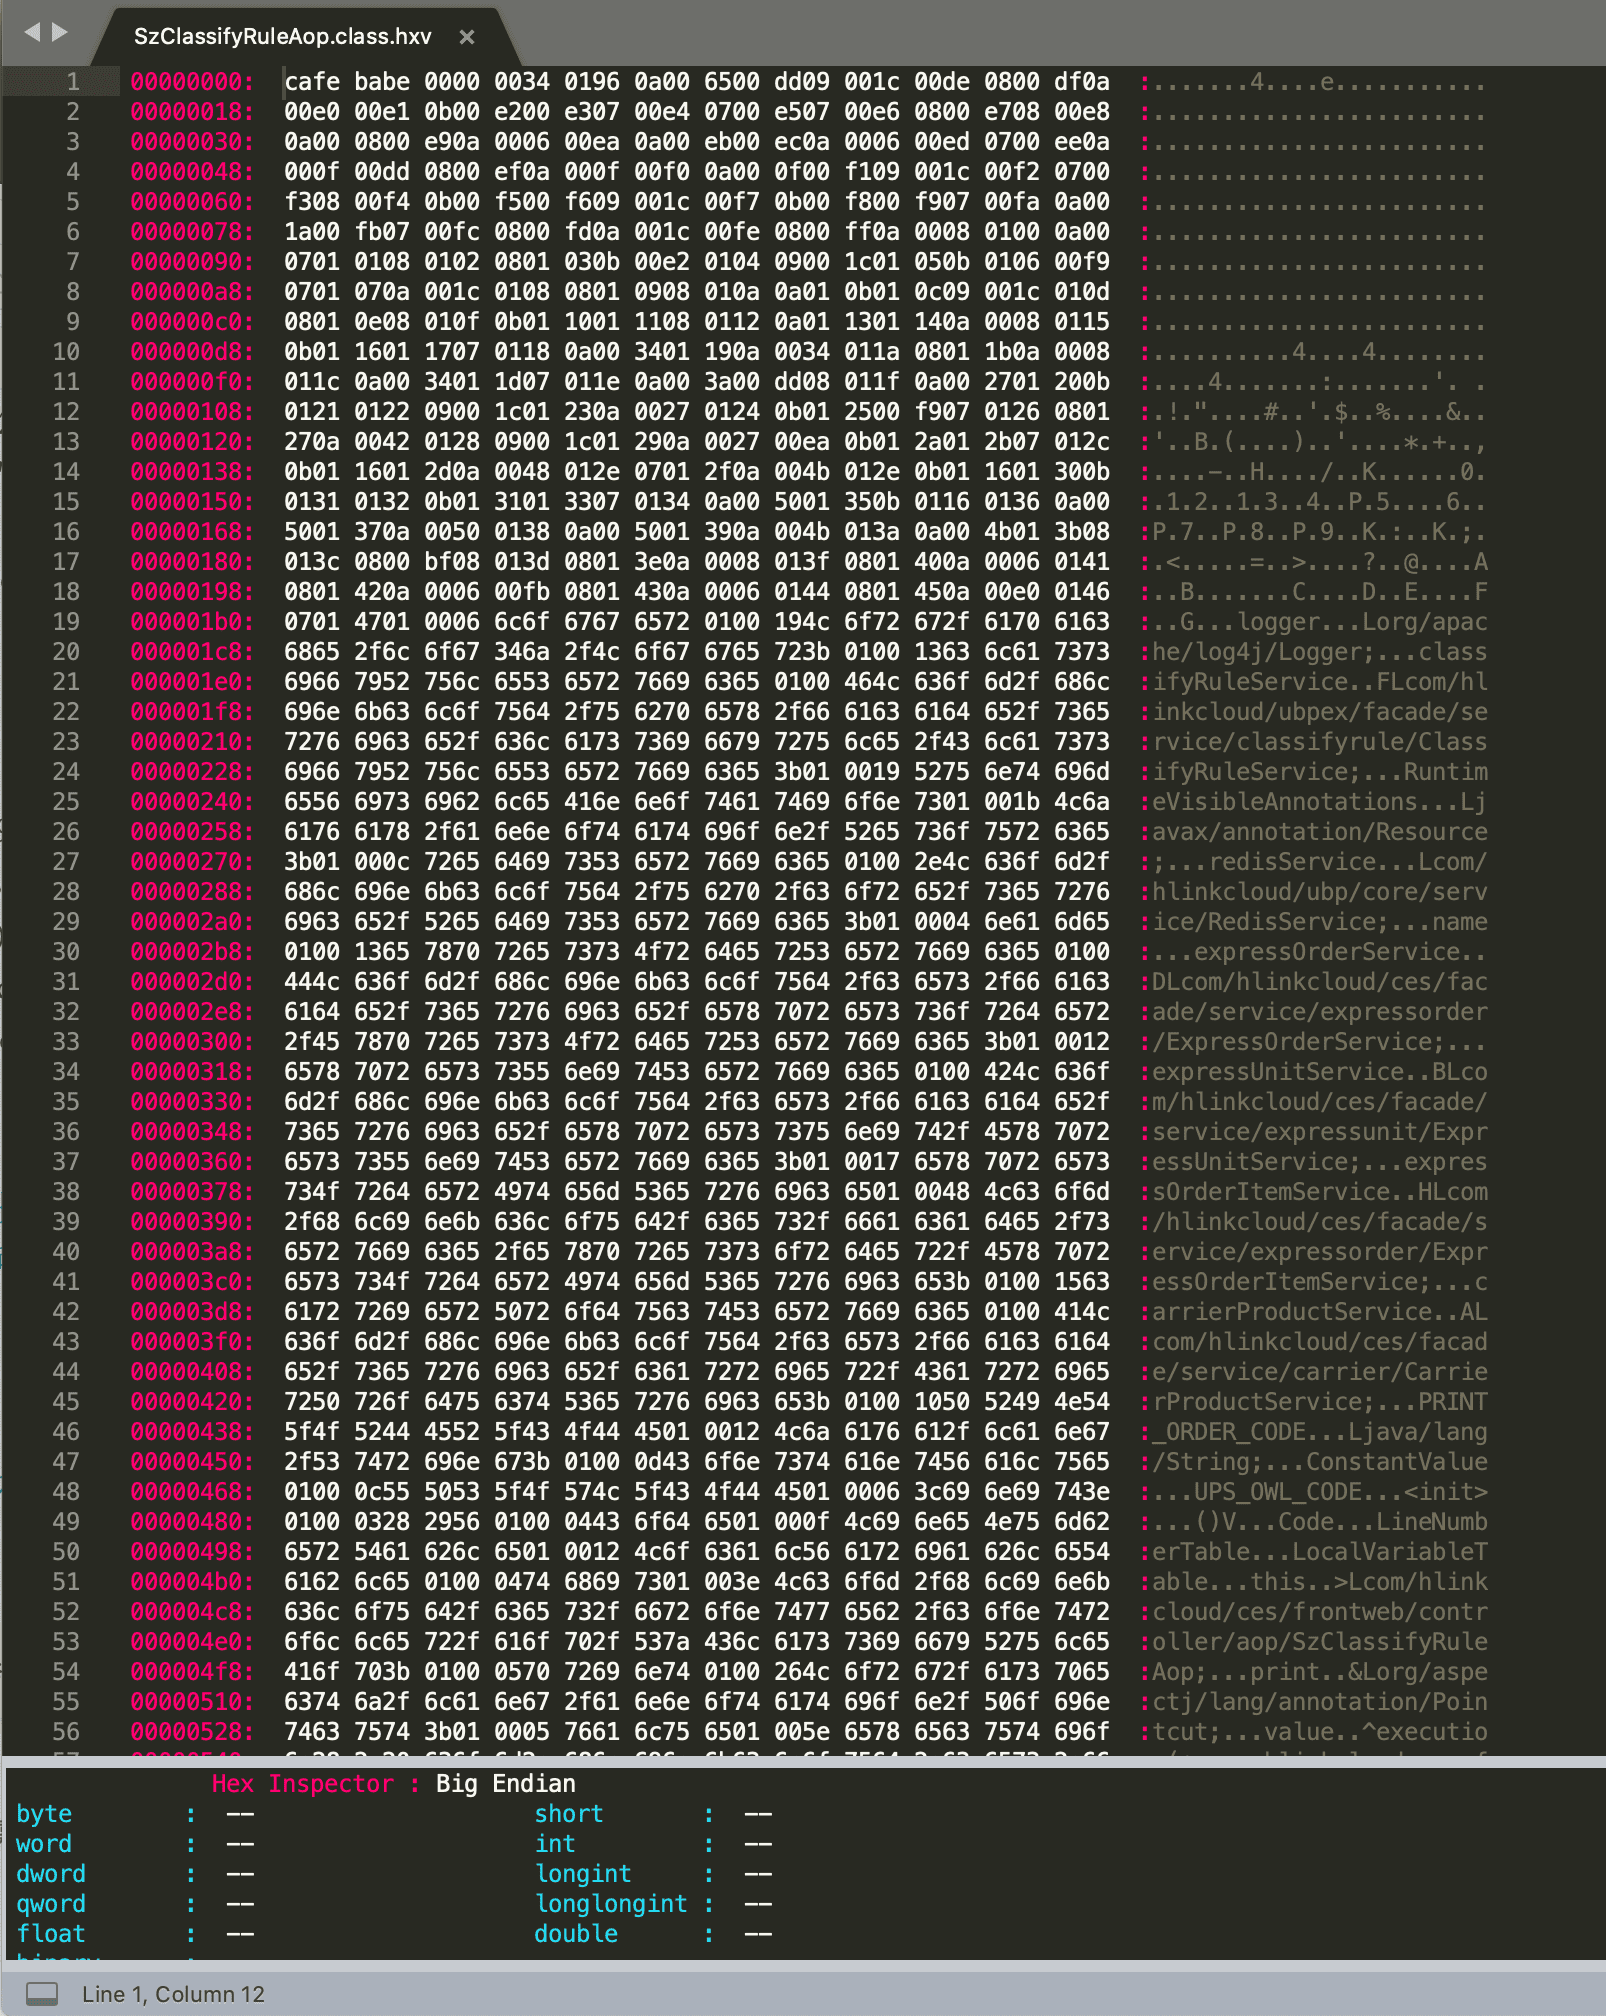 SzClassifyRuleAop.class.hxv ×
1 00000000: cafe babe 0000 0034 0196 0a00 6500 dd09 001c 00de 0800 df0a :.......4....e...........
2 00000018: 00e0 00e1 0b00 e200 e307 00e4 0700 e507 00e6 0800 e708 00e8 :........................
3 00000030: 0a00 0800 e90a 0006 00ea 0a00 eb00 ec0a 0006 00ed 0700 ee0a :........................
4 00000048: 000f 00dd 0800 ef0a 000f 00f0 0a00 0f00 f109 001c 00f2 0700 :........................
5 00000060: f308 00f4 0b00 f500 f609 001c 00f7 0b00 f800 f907 00fa 0a00 :........................
6 00000078: 1a00 fb07 00fc 0800 fd0a 001c 00fe 0800 ff0a 0008 0100 0a00 :........................
7 00000090: 0701 0108 0102 0801 030b 00e2 0104 0900 1c01 050b 0106 00f9 :........................
8 000000a8: 0701 070a 001c 0108 0801 0908 010a 0a01 0b01 0c09 001c 010d :........................
9 000000c0: 0801 0e08 010f 0b01 1001 1108 0112 0a01 1301 140a 0008 0115 :........................
10 000000d8: 0b01 1601 1707 0118 0a00 3401 190a 0034 011a 0801 1b0a 0008 :..........4....4........
11 000000f0: 011c 0a00 3401 1d07 011e 0a00 3a00 dd08 011f 0a00 2701 200b :....4.......:.......'. .
12 00000108: 0121 0122 0900 1c01 230a 0027 0124 0b01 2500 f907 0126 0801 :.!."....#..'.$..%....&..
13 00000120: 270a 0042 0128 0900 1c01 290a 0027 00ea 0b01 2a01 2b07 012c :'..B.(....)..'....*.+..,
14 00000138: 0b01 1601 2d0a 0048 012e 0701 2f0a 004b 012e 0b01 1601 300b :....-..H..../..K......0.
15 00000150: 0131 0132 0b01 3101 3307 0134 0a00 5001 350b 0116 0136 0a00 :.1.2..1.3..4..P.5....6..
16 00000168: 5001 370a 0050 0138 0a00 5001 390a 004b 013a 0a00 4b01 3b08 :P.7..P.8..P.9..K.:..K.;.
17 00000180: 013c 0800 bf08 013d 0801 3e0a 0008 013f 0801 400a 0006 0141 :.<.....=..>....?..@....A
18 00000198: 0801 420a 0006 00fb 0801 430a 0006 0144 0801 450a 00e0 0146 :..B.......C....D..E....F
19 000001b0: 0701 4701 0006 6c6f 6767 6572 0100 194c 6f72 672f 6170 6163 :..G...logger...Lorg/apac
20 000001c8: 6865 2f6c 6f67 346a 2f4c 6f67 6765 723b 0100 1363 6c61 7373 :he/log4j/Logger;...class
21 000001e0: 6966 7952 756c 6553 6572 7669 6365 0100 464c 636f 6d2f 686c :ifyRuleService..FLcom/hl
22 000001f8: 696e 6b63 6c6f 7564 2f75 6270 6578 2f66 6163 6164 652f 7365 :inkcloud/ubpex/facade/se
23 00000210: 7276 6963 652f 636c 6173 7369 6679 7275 6c65 2f43 6c61 7373 :rvice/classifyrule/Class
24 00000228: 6966 7952 756c 6553 6572 7669 6365 3b01 0019 5275 6e74 696d :ifyRuleService;...Runtim
25 00000240: 6556 6973 6962 6c65 416e 6e6f 7461 7469 6f6e 7301 001b 4c6a :eVisibleAnnotations...Lj
26 00000258: 6176 6178 2f61 6e6e 6f74 6174 696f 6e2f 5265 736f 7572 6365 :avax/annotation/Resource
27 00000270: 3b01 000c 7265 6469 7353 6572 7669 6365 0100 2e4c 636f 6d2f :;...redisService...Lcom/
28 00000288: 686c 696e 6b63 6c6f 7564 2f75 6270 2f63 6f72 652f 7365 7276 :hlinkcloud/ubp/core/serv
29 000002a0: 6963 652f 5265 6469 7353 6572 7669 6365 3b01 0004 6e61 6d65 :ice/RedisService;...name
30 000002b8: 0100 1365 7870 7265 7373 4f72 6465 7253 6572 7669 6365 0100 :...expressOrderService..
31 000002d0: 444c 636f 6d2f 686c 696e 6b63 6c6f 7564 2f63 6573 2f66 6163 :DLcom/hlinkcloud/ces/fac
32 000002e8: 6164 652f 7365 7276 6963 652f 6578 7072 6573 736f 7264 6572 :ade/service/expressorder
33 00000300: 2f45 7870 7265 7373 4f72 6465 7253 6572 7669 6365 3b01 0012 :/ExpressOrderService;...
34 00000318: 6578 7072 6573 7355 6e69 7453 6572 7669 6365 0100 424c 636f :expressUnitService..BLco
35 00000330: 6d2f 686c 696e 6b63 6c6f 7564 2f63 6573 2f66 6163 6164 652f :m/hlinkcloud/ces/facade/
36 00000348: 7365 7276 6963 652f 6578 7072 6573 7375 6e69 742f 4578 7072 :service/expressunit/Expr
37 00000360: 6573 7355 6e69 7453 6572 7669 6365 3b01 0017 6578 7072 6573 :essUnitService;...expres
38 00000378: 734f 7264 6572 4974 656d 5365 7276 6963 6501 0048 4c63 6f6d :sOrderItemService..HLcom
39 00000390: 2f68 6c69 6e6b 636c 6f75 642f 6365 732f 6661 6361 6465 2f73 :/hlinkcloud/ces/facade/s
40 000003a8: 6572 7669 6365 2f65 7870 7265 7373 6f72 6465 722f 4578 7072 :ervice/expressorder/Expr
41 000003c0: 6573 734f 7264 6572 4974 656d 5365 7276 6963 653b 0100 1563 :essOrderItemService;...c
42 000003d8: 6172 7269 6572 5072 6f64 7563 7453 6572 7669 6365 0100 414c :arrierProductService..AL
43 000003f0: 636f 6d2f 686c 696e 6b63 6c6f 7564 2f63 6573 2f66 6163 6164 :com/hlinkcloud/ces/facad
44 00000408: 652f 7365 7276 6963 652f 6361 7272 6965 722f 4361 7272 6965 :e/service/carrier/Carrie
45 00000420: 7250 726f 6475 6374 5365 7276 6963 653b 0100 1050 5249 4e54 :rProductService;...PRINT
46 00000438: 5f4f 5244 4552 5f43 4f44 4501 0012 4c6a 6176 612f 6c61 6e67 :_ORDER_CODE...Ljava/lang
47 00000450: 2f53 7472 696e 673b 0100 0d43 6f6e 7374 616e 7456 616c 7565 :/String;...ConstantValue
48 00000468: 0100 0c55 5053 5f4f 574c 5f43 4f44 4501 0006 3c69 6e69 743e :...UPS_OWL_CODE...<init>
49 00000480: 0100 0328 2956 0100 0443 6f64 6501 000f 4c69 6e65 4e75 6d62 :...()V...Code...LineNumb
50 00000498: 6572 5461 626c 6501 0012 4c6f 6361 6c56 6172 6961 626c 6554 :erTable...LocalVariableT
51 000004b0: 6162 6c65 0100 0474 6869 7301 003e 4c63 6f6d 2f68 6c69 6e6b :able...this..>Lcom/hlink
52 000004c8: 636c 6f75 642f 6365 732f 6672 6f6e 7477 6562 2f63 6f6e 7472 :cloud/ces/frontweb/contr
53 000004e0: 6f6c 6c65 722f 616f 702f 537a 436c 6173 7369 6679 5275 6c65 :oller/aop/SzClassifyRule
54 000004f8: 416f 703b 0100 0570 7269 6e74 0100 264c 6f72 672f 6173 7065 :Aop;...print..&Lorg/aspe
55 00000510: 6374 6a2f 6c61 6e67 2f61 6e6e 6f74 6174 696f 6e2f 506f 696e :ctj/lang/annotation/Poin
56 00000528: 7463 7574 3b01 0005 7661 6c75 6501 005e 6578 6563 7574 696f :tcut;...value..^executio
Hex Inspector : Big Endian
byte : -- short : --
word : -- int : --
dword : -- longint : --
qword : -- longlongint : --
float : -- double : --
Line 1, Column 12